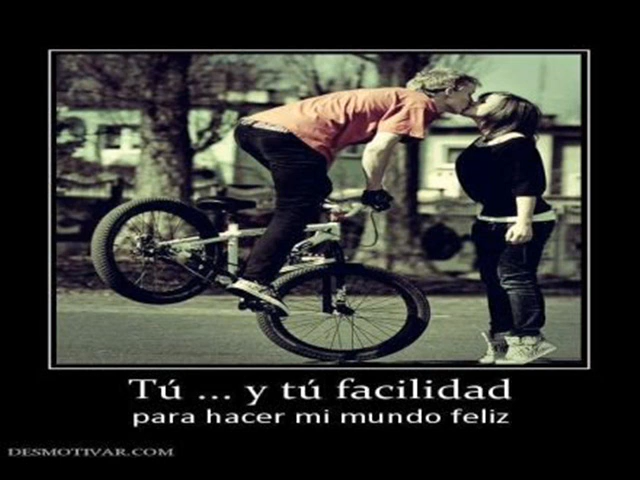 Tú ... y tú facilidad
para hacer mi mundo feliz
DESMOTIVAR.COM